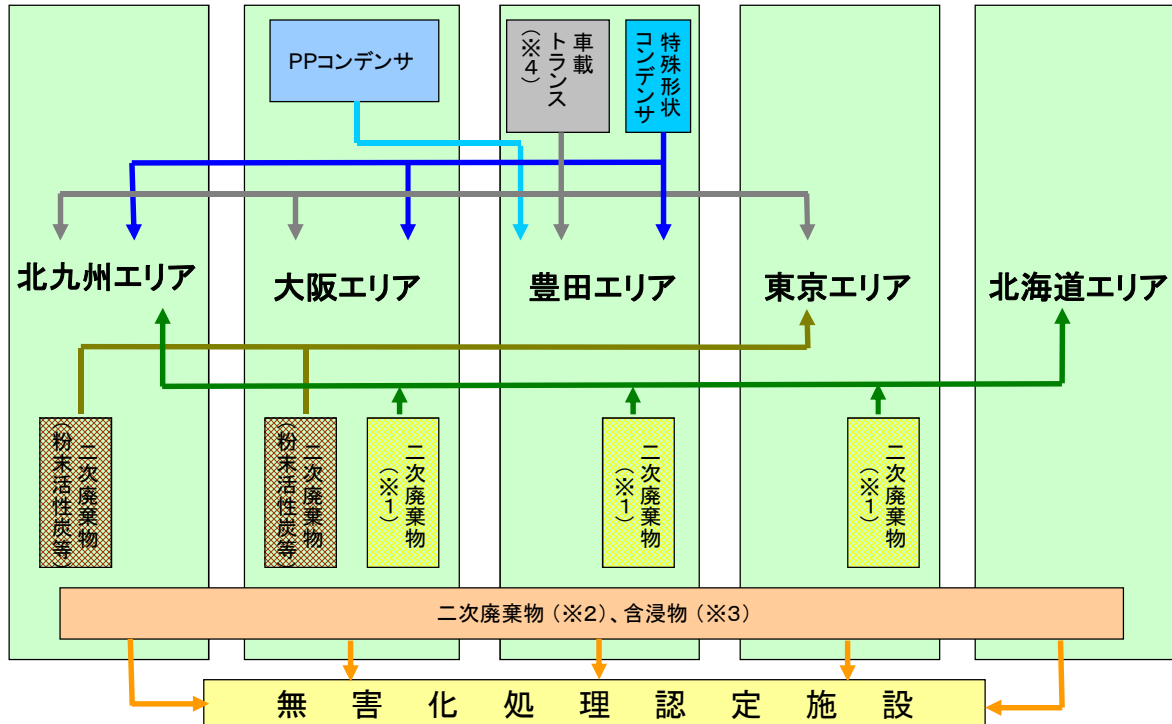 PPコンデンサ
車載
トランス
(※4)
特殊形状
コンデンサ
北九州エリア
大阪エリア
豊田エリア
東京エリア
北海道エリア
二次廃棄物
(粉末活性炭等)
二次廃棄物
(粉末活性炭等)
二次廃棄物
(※1)
二次廃棄物
(※1)
二次廃棄物
(※1)
二次廃棄物(※2)、含浸物(※3)
無害化処理認定施設